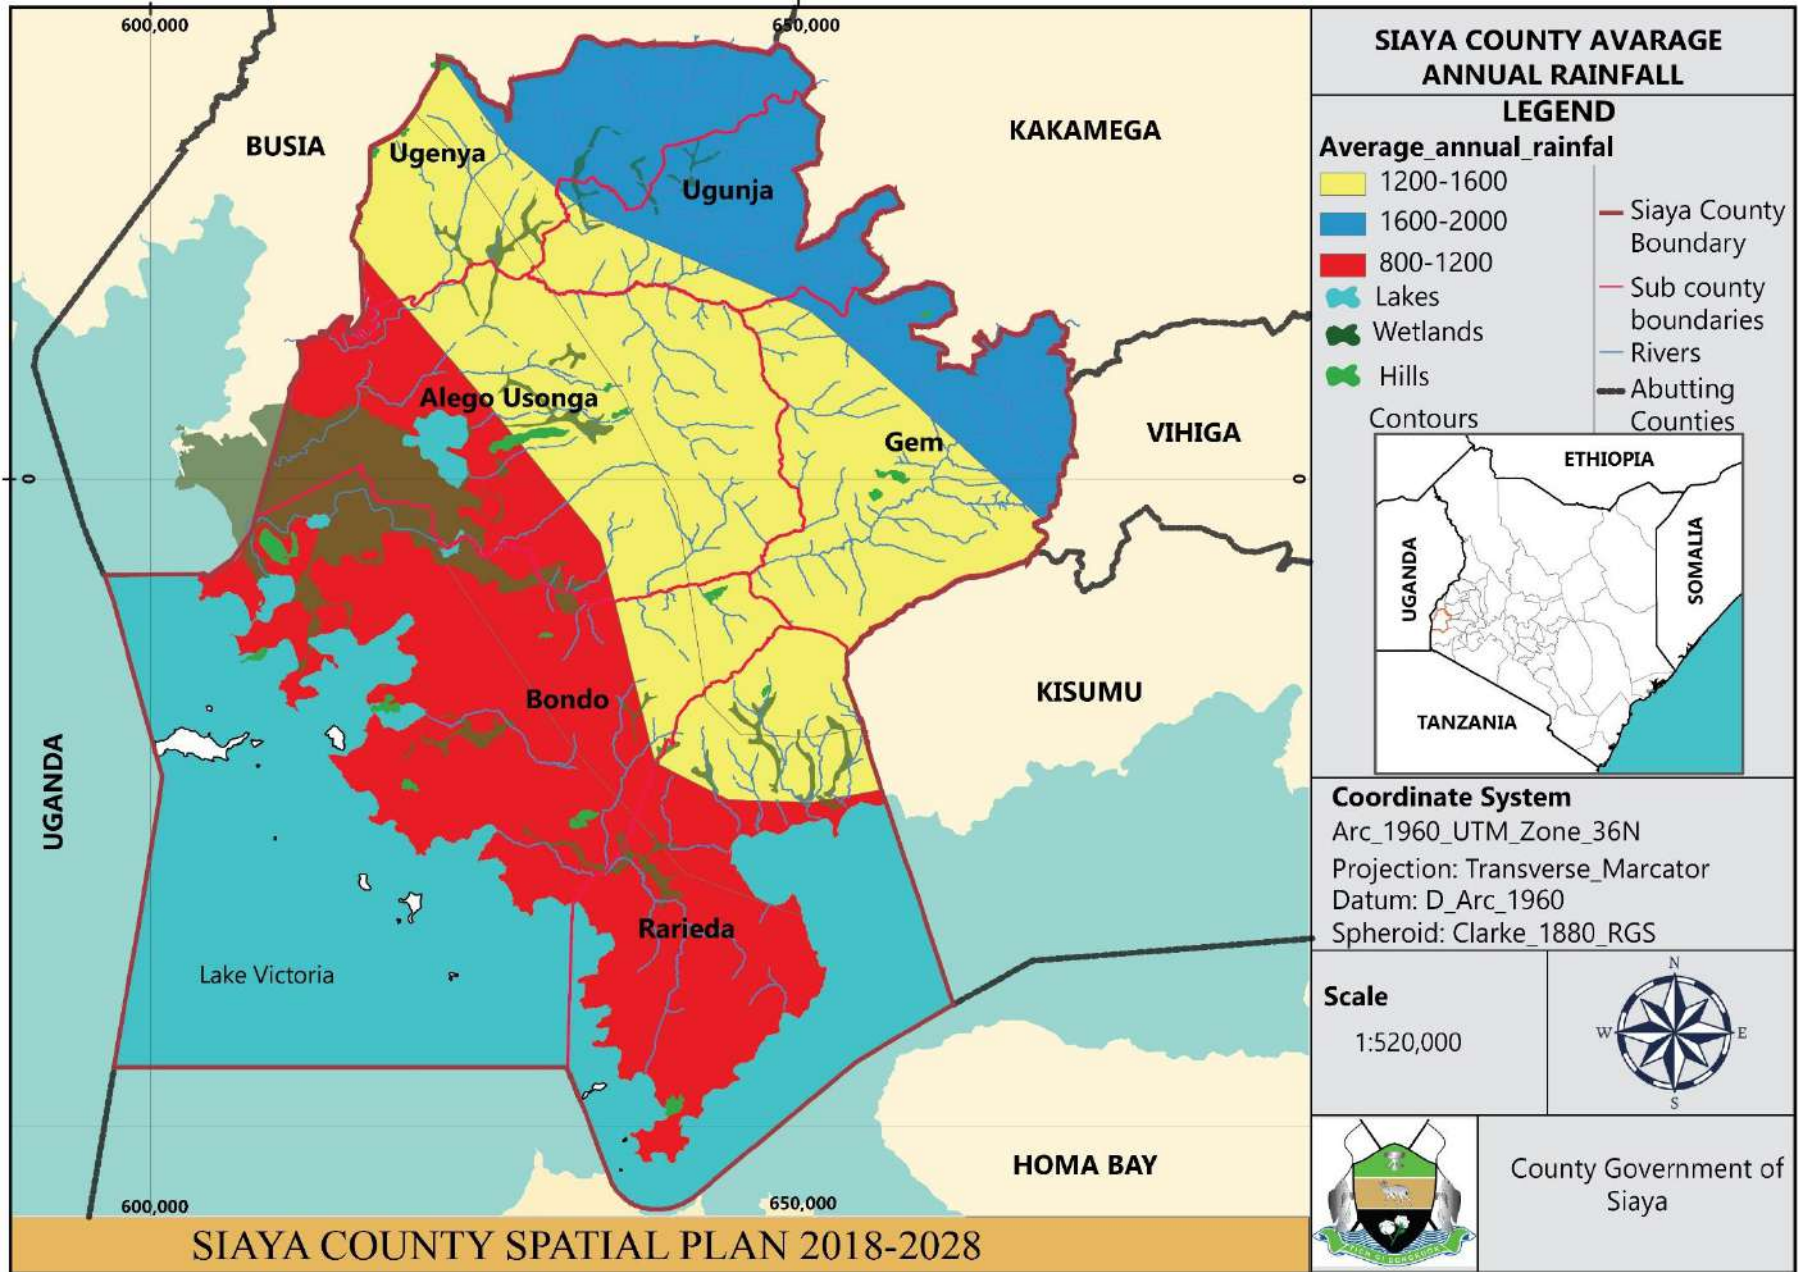 600,000
650,000
BUSIA
KAKAMEGA
Ugenya
Ugunja
Alego Usonga
Gem
VIHIGA
0
0
Bondo
KISUMU
UGANDA
Rarieda
Lake Victoria
HOMA BAY
600,000
650,000
SIAYA COUNTY SPATIAL PLAN 2018-2028
SIAYA COUNTY AVARAGE
ANNUAL RAINFALL
LEGEND
Average_annual_rainfal
1200-1600
1600-2000
800-1200
Lakes
Wetlands
Hills
Contours
Siaya County
Boundary
Sub county
boundaries
Rivers
Abutting
Counties
ETHIOPIA
UGANDA
SOMALIA
TANZANIA
Coordinate System
Arc_1960_UTM_Zone_36N
Projection: Transverse_Marcator
Datum: D_Arc_1960
Spheroid: Clarke_1880_RGS
Scale
1:520,000
N
W
E
S
County Government of
Siaya